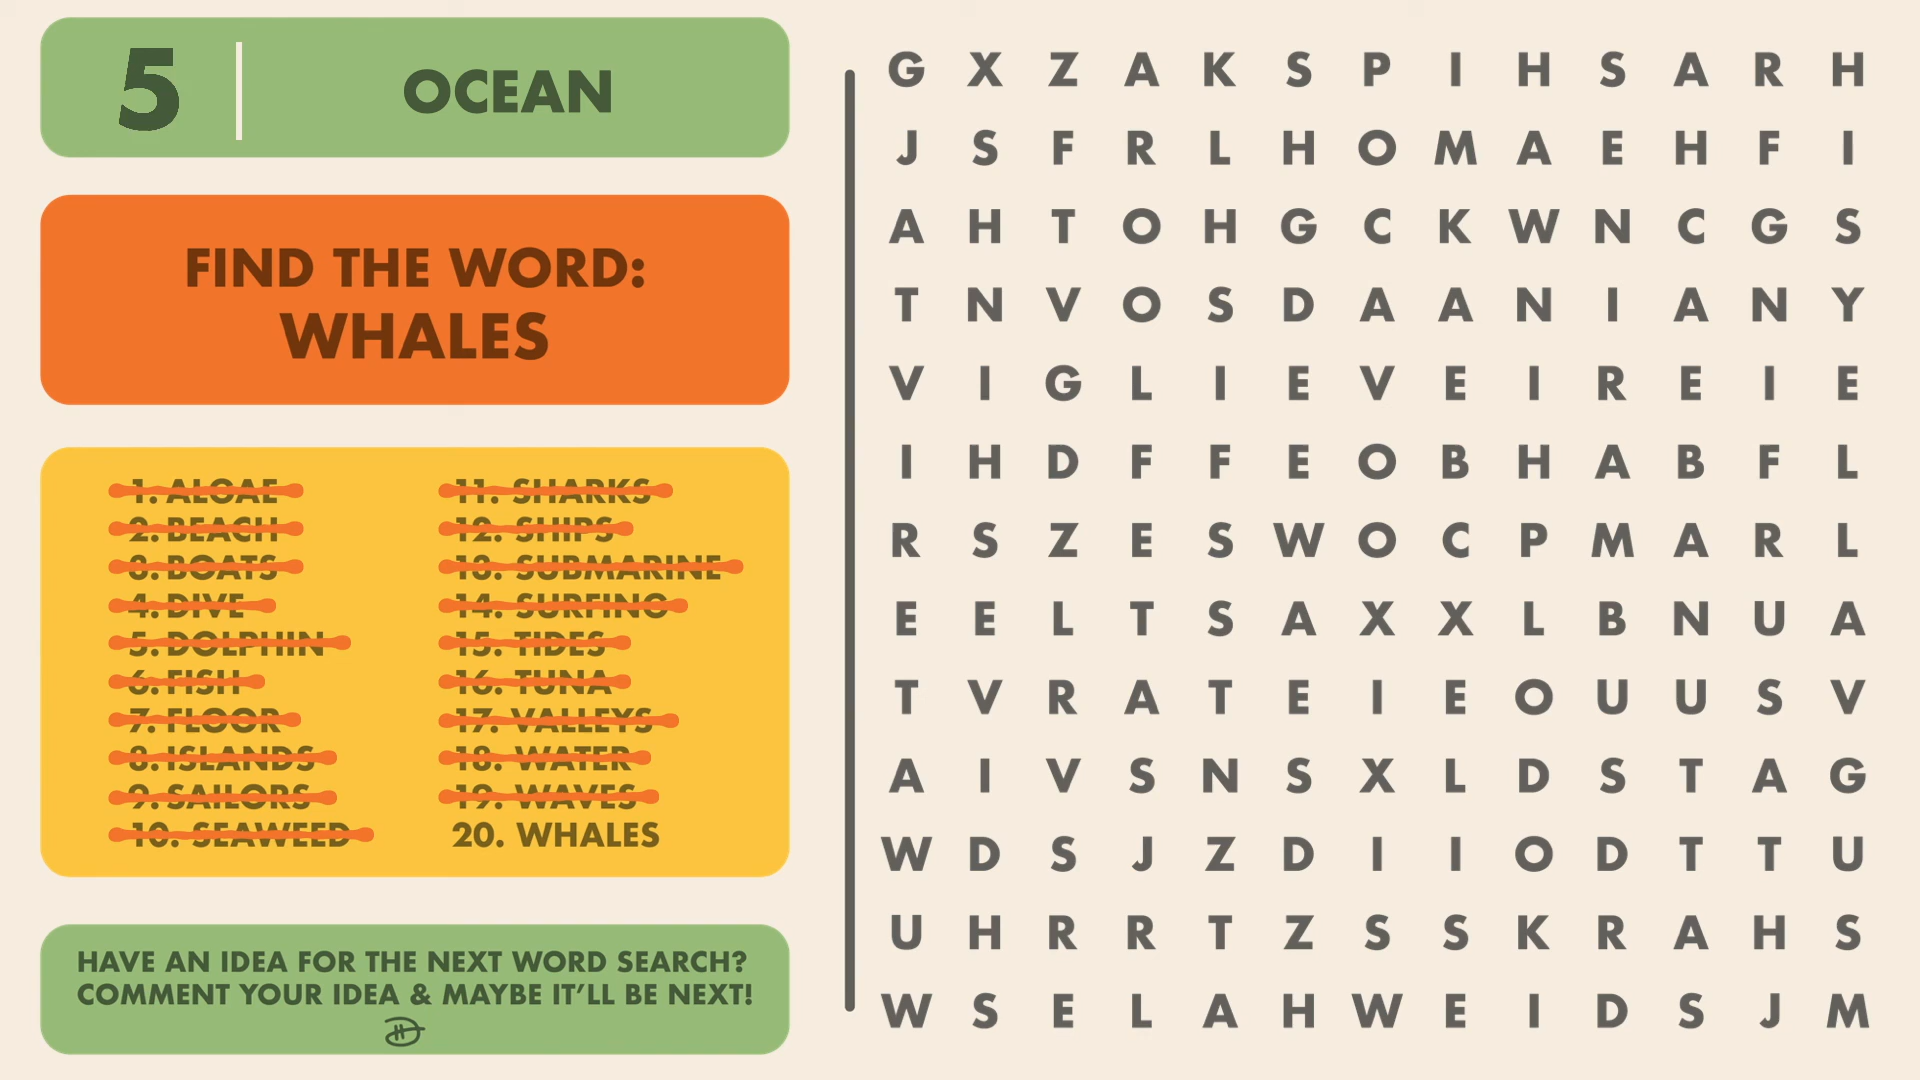 5
OCEAN
FIND THE WORD:
WHALES
1. ALGAE
2. BEACH
3. BOATS
4. DIVE
5. DOLPHIN
6. FISH
7. FLOOR
8. ISLANDS
9. SAILORS
10. SEAWEED
11. SHARKS
12. SHIPS
13. SUBMARINE
14. SURFING
15. TIDES
16. TUNA
17. VALLEYS
18. WATER
19. WAVES
20. WHALES
HAVE AN IDEA FOR THE NEXT WORD SEARCH?
COMMENT YOUR IDEA & MAYBE IT’LL BE NEXT!
G X Z A K S P I H S A R H
J S F R L H O M A E H F I
A H T O H G C K W N C G S
T N V O S D A A N I A N Y
V I G L I E V E I R E I E
I H D F F E O B H A B F L
R S Z E S W O C P M A R L
E E L T S A X X L B N U A
T V R A T E I E O U U S V
A I V S N S X L D S T A G
W D S J Z D I I O D T T U
U H R R T Z S S K R A H S
W S E L A H W E I D S J M